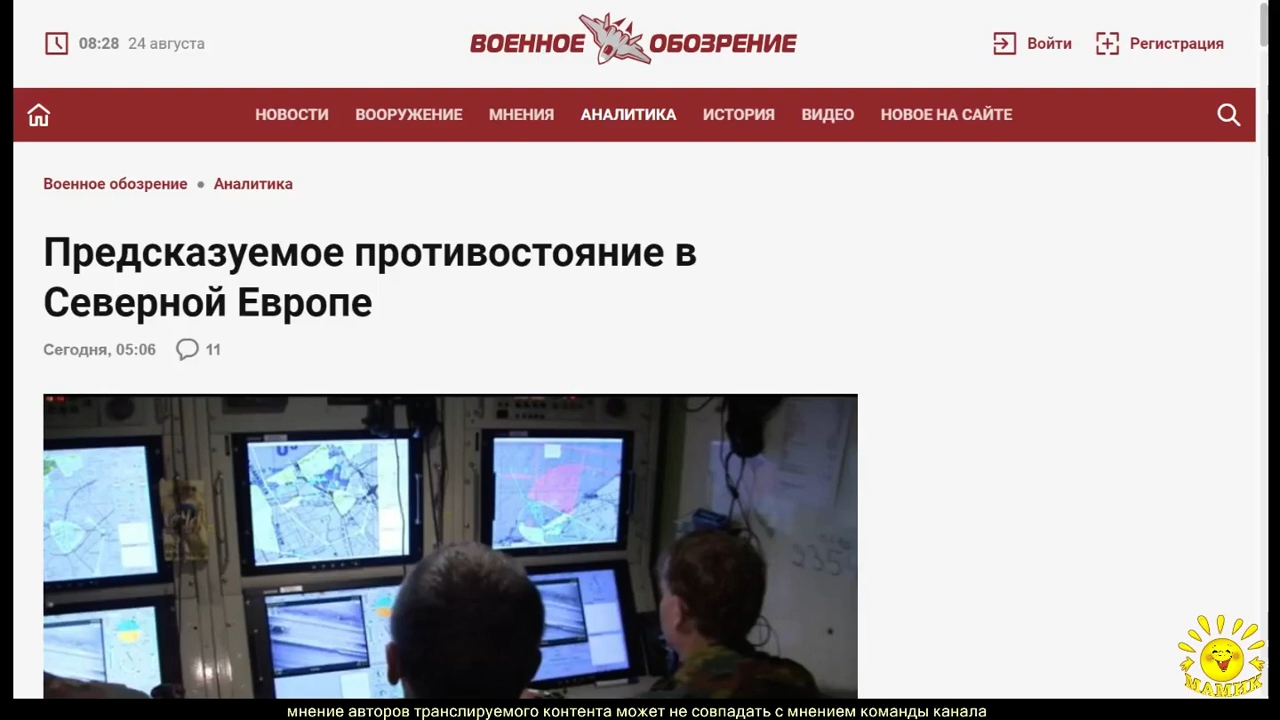 08:28 24 августа
ВОЕННОЕ ОБОЗРЕНИЕ
Войти
Регистрация
НОВОСТИ ВООРУЖЕНИЕ МНЕНИЯ АНАЛИТИКА ИСТОРИЯ ВИДЕО НОВОЕ НА САЙТЕ
Военное обозрение • Аналитика
Предсказуемое противостояние в
Северной Европе
Сегодня, 05:06 11
235
МАМИК
мнение авторов транслируемого контента может не совпадать с мнением команды канала